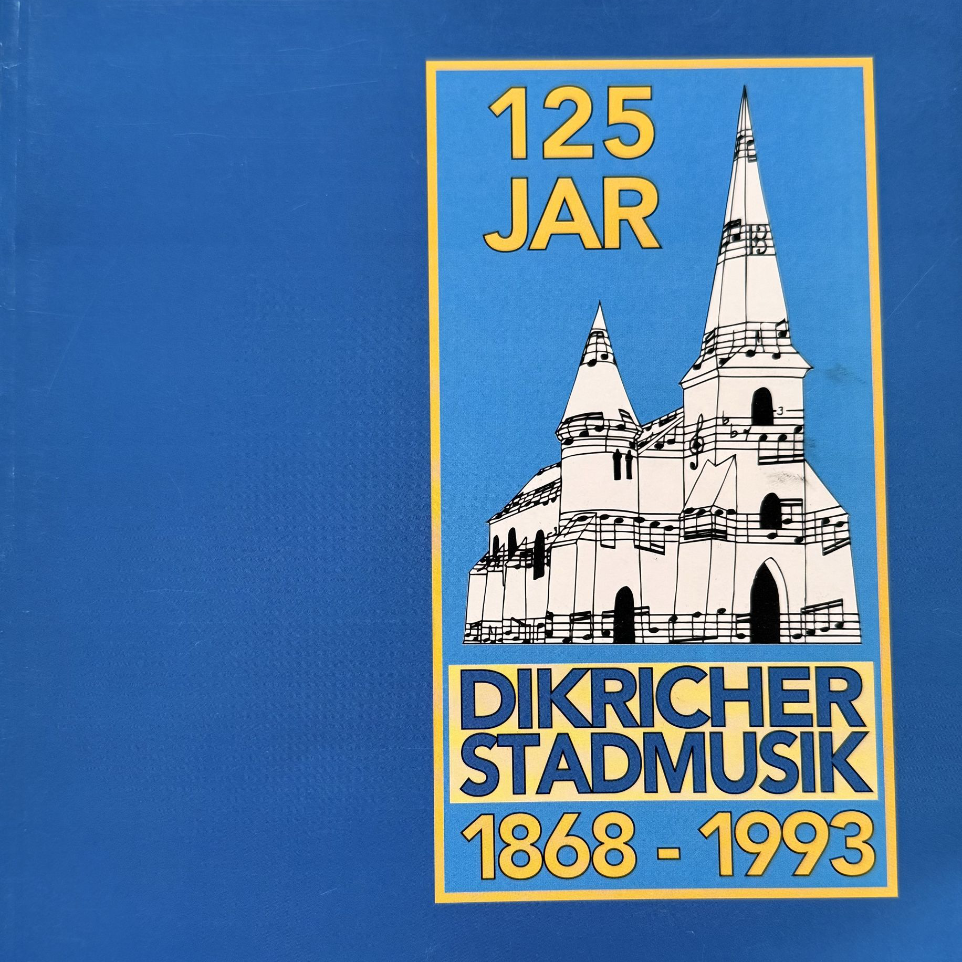 125
JAR
DIKRICHER
STADMUSIK
1868 - 1993